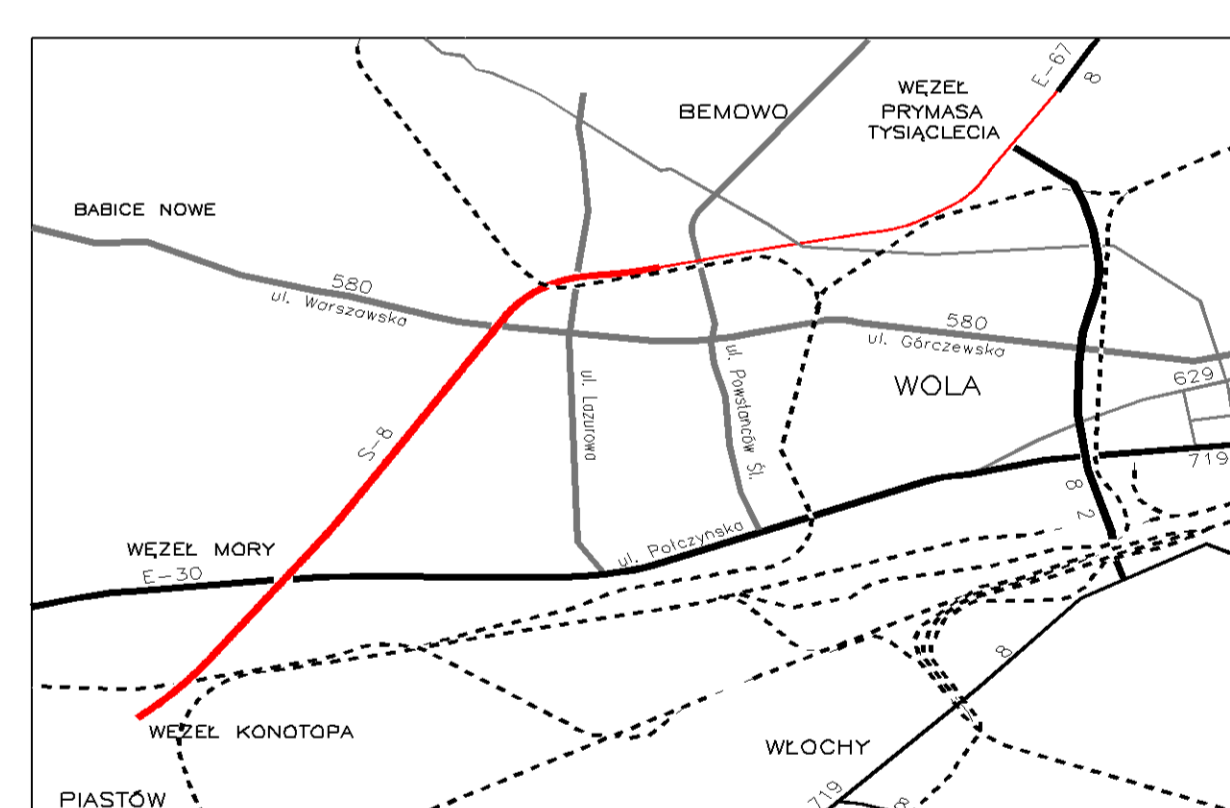 E-67
8
WĘZEŁ
PRYMASA
TYSIĄCLECIA
BEMOWO
BABICE NOWE
580
ul. Warszawska
580
ul. Górczewska
ul. Lazurowa
ul. Powstańców Śl.
WOLA
629
719
S-8
8
2
ul. Połczyńska
WĘZEŁ MORY
E-30
8
WĘZEŁ KONOTOPA
WŁOCHY
PIASTÓW
719
8